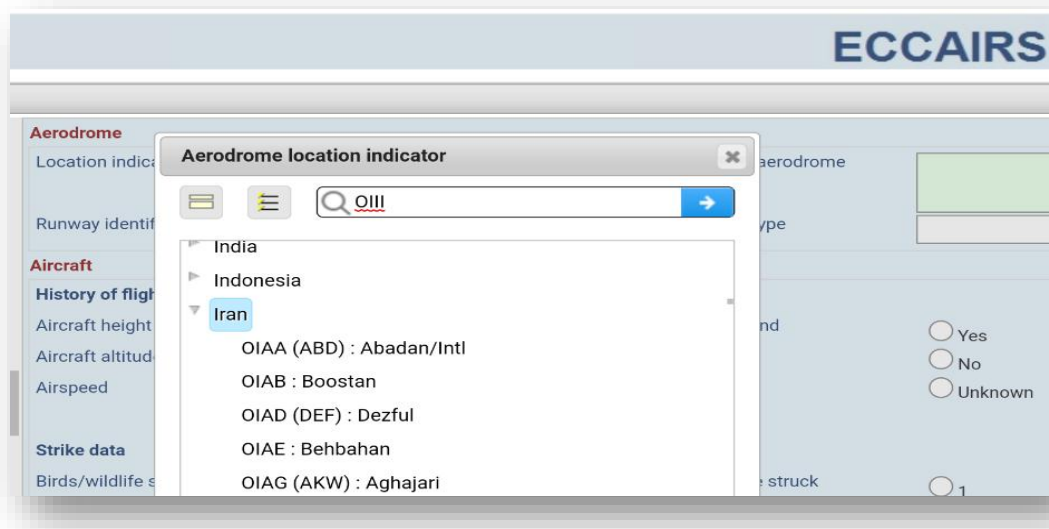 ECCAIRS
Aerodrome
Location indica
Aerodrome location indicator
aerodrome
OIII
Runway identif
ype
India
Aircraft
Indonesia
History of fligh
Iran
Aircraft height
nd
Yes
OIAA (ABD) : Abadan/Intl
Aircraft altitud
No
OIAB : Boostan
Airspeed
Unknown
OIAD (DEF) : Dezful
Strike data
OIAE : Behbahan
Birds/wildlife s
OIAG (AKW) : Aghajari
struck
1